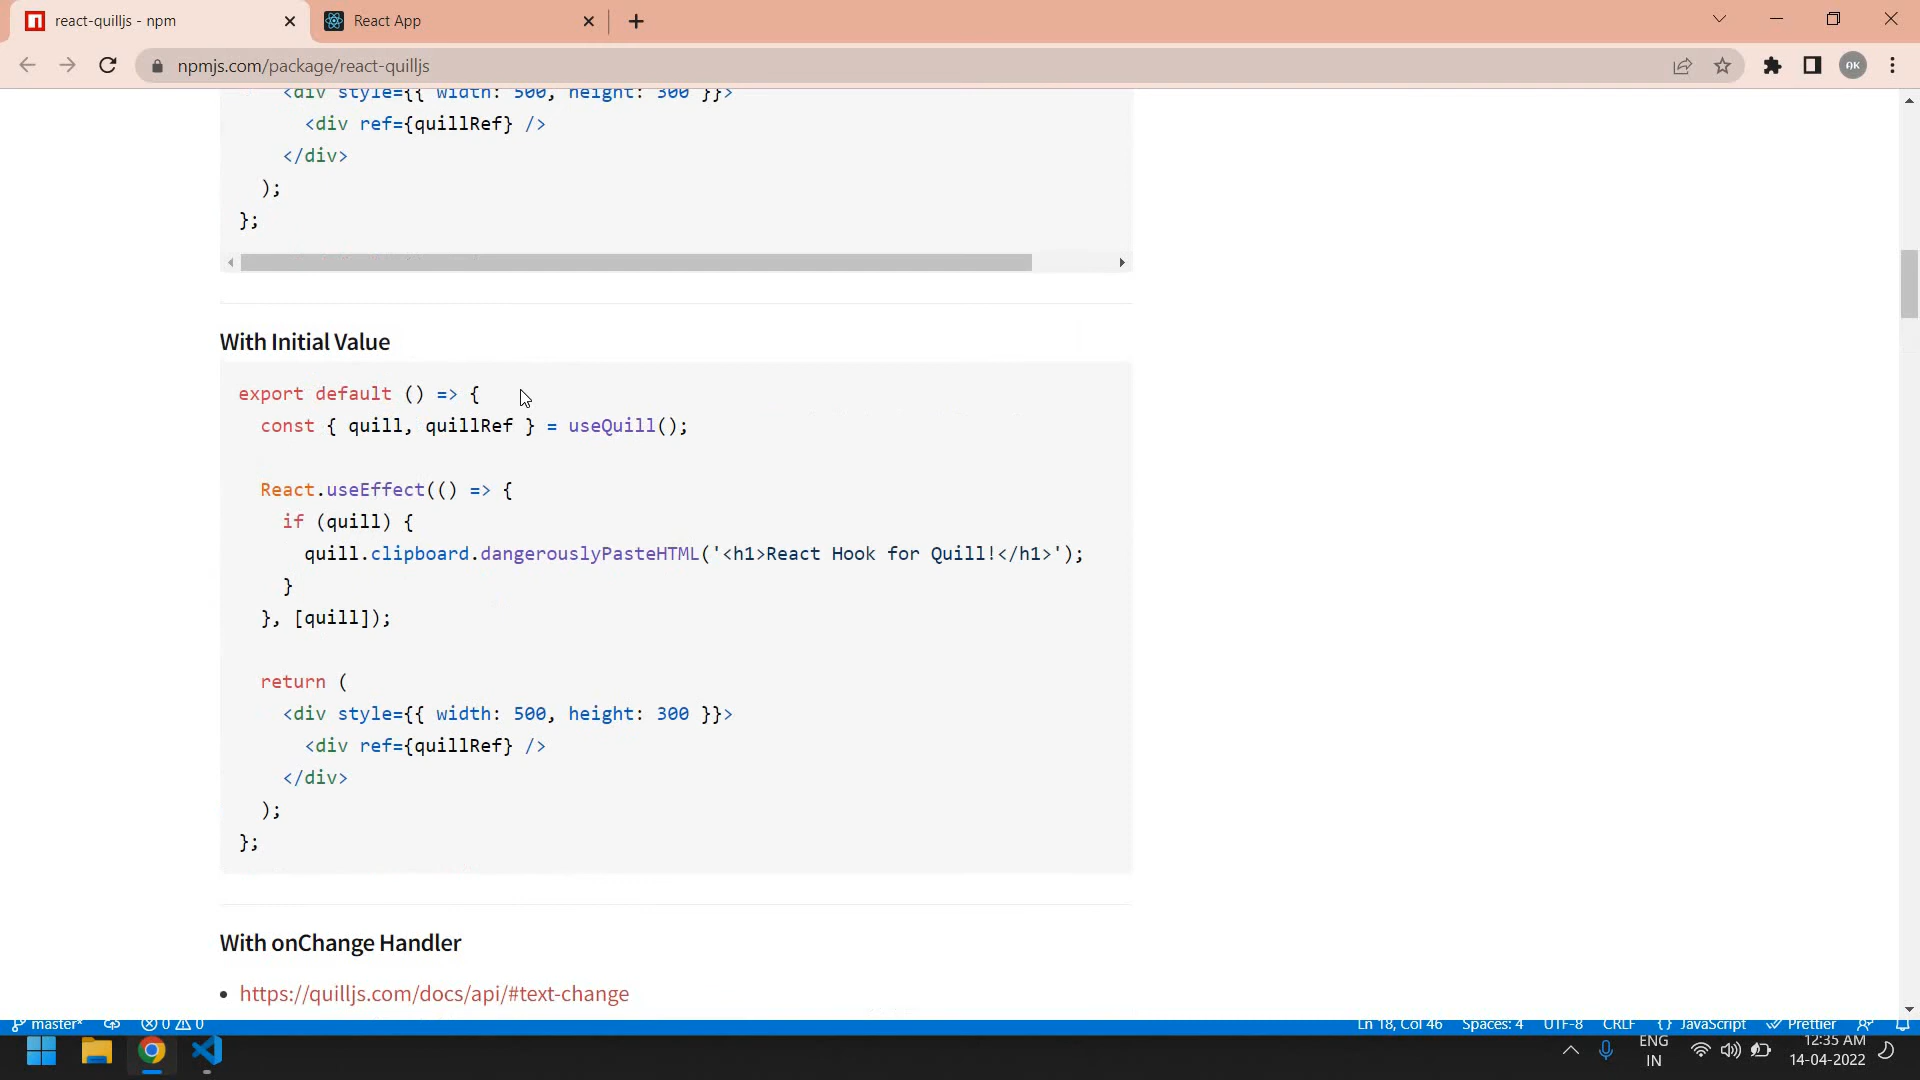 react-quilljs - npm
React App
npmjs.com/package/react-quilljs
AK
<div style={{ width: 500, height: 300 }}>
<div ref={quillRef} />
</div>
);
};
With Initial Value
export default () => {
const { quill, quillRef } = useQuill();
React.useEffect(() => {
if (quill) {
quill.clipboard.dangerouslyPasteHTML('<h1>React Hook for Quill!</h1>');
}
}, [quill]);
return (
<div style={{ width: 500, height: 300 }}>
<div ref={quillRef} />
</div>
);
};
With onChange Handler
https://quilljs.com/docs/api/#text-change
master* 0 0 Ln 18, Col 46 Spaces: 4 UTF-8 CRLF {} JavaScript Prettier
ENG
IN
12:35 AM
14-04-2022